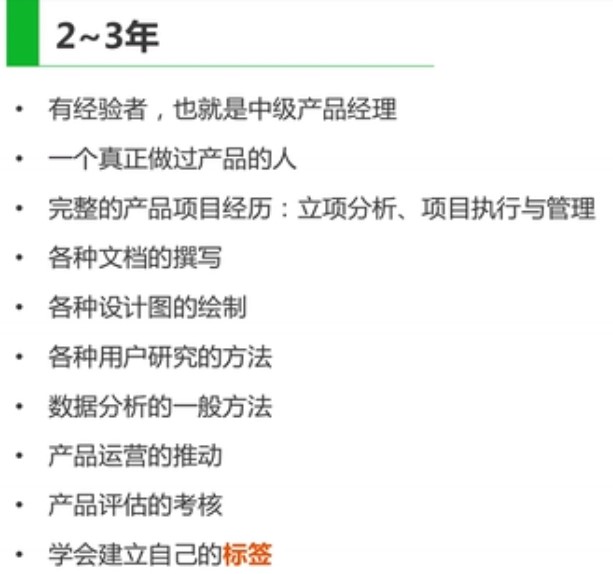 2~3年
• 有经验者，也就是中级产品经理
• 一个真正做过产品的人
• 完整的产品项目经历：立项分析、项目执行与管理
• 各种文档的撰写
• 各种设计图的绘制
• 各种用户研究的方法
• 数据分析的一般方法
• 产品运营的推动
• 产品评估的考核
• 学会建立自己的标签